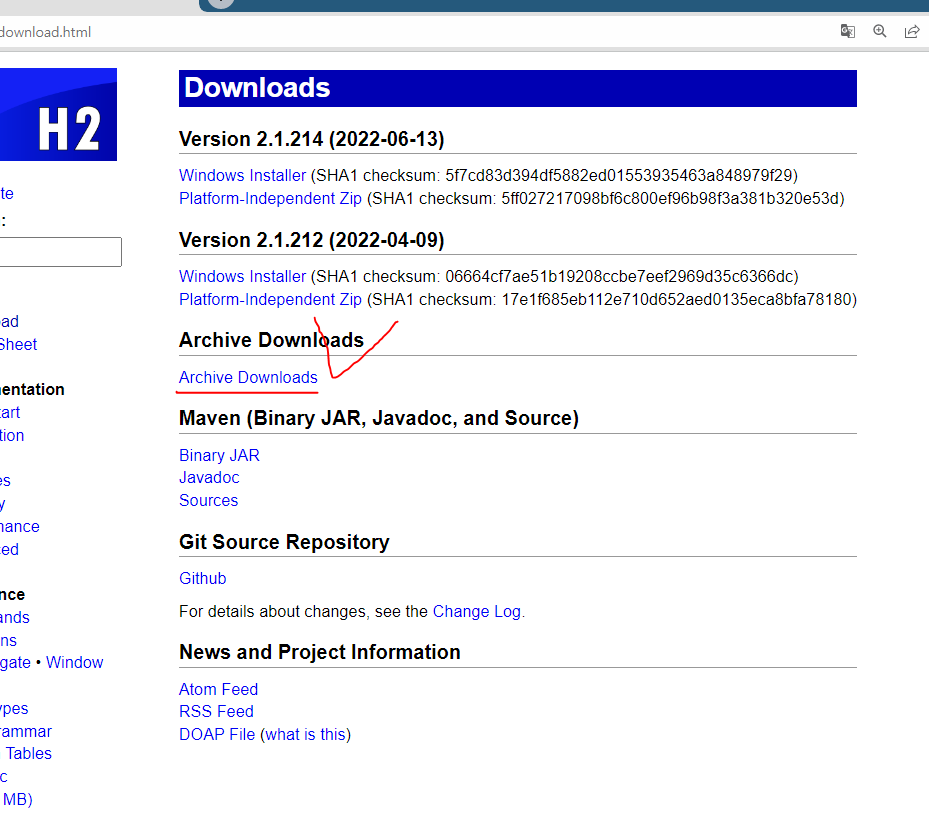 download.html
H2
Downloads
Version 2.1.214 (2022-06-13)
Windows Installer (SHA1 checksum: 5f7cd83d394df5882ed01553935463a848979f29)
Platform-Independent Zip (SHA1 checksum: 5ff027217098bf6c800ef96b98f3a381b320e53d)
Version 2.1.212 (2022-04-09)
Windows Installer (SHA1 checksum: 06664cf7ae51b19208ccbe7eef2969d35c6366dc)
Platform-Independent Zip (SHA1 checksum: 17e1f685eb112e710d652aed0135eca8bfa78180)
Archive Downloads
Archive Downloads
Maven (Binary JAR, Javadoc, and Source)
Binary JAR
Javadoc
Sources
Git Source Repository
Github
For details about changes, see the Change Log.
News and Project Information
Atom Feed
RSS Feed
DOAP File (what is this)
te
:
ad
Sheet
entation
art
tion
es
y
nance
ced
nce
ands
ns
gate • Window
ypes
rammar
Tables
c
MB)